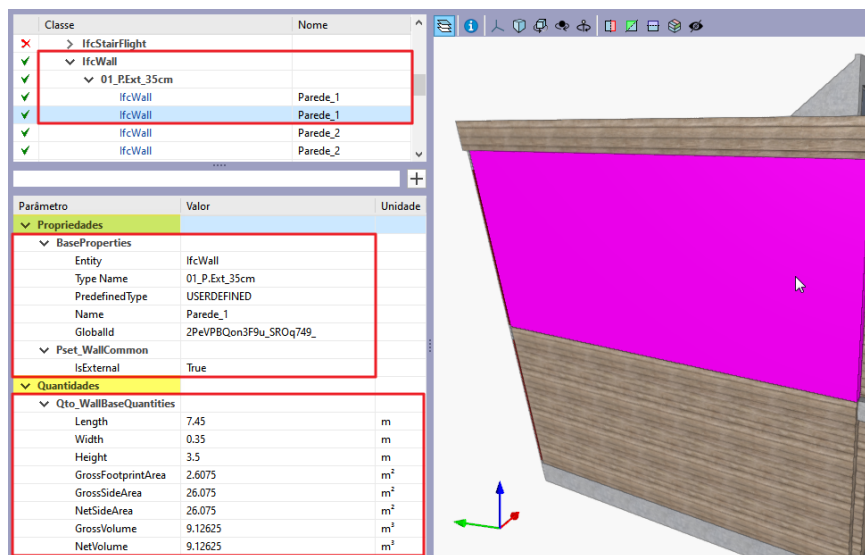 Classe Nome
IfcStairFlight
IfcWall
01_P.Ext_35cm
IfcWall Parede_1
IfcWall Parede_1
IfcWall Parede_2
IfcWall Parede_2
Parâmetro Valor Unidade
Propriedades
BaseProperties
Entity IfcWall
Type Name 01_P.Ext_35cm
PredefinedType USERDEFINED
Name Parede_1
GlobalId 2PeVPBQon3F9u_SROq749_
Pset_WallCommon
IsExternal True
Quantidades
Qto_WallBaseQuantities
Length 7.45 m
Width 0.35 m
Height 3.5 m
GrossFootprintArea 2.6075 m²
GrossSideArea 26.075 m²
NetSideArea 26.075 m²
GrossVolume 9.12625 m³
NetVolume 9.12625 m³